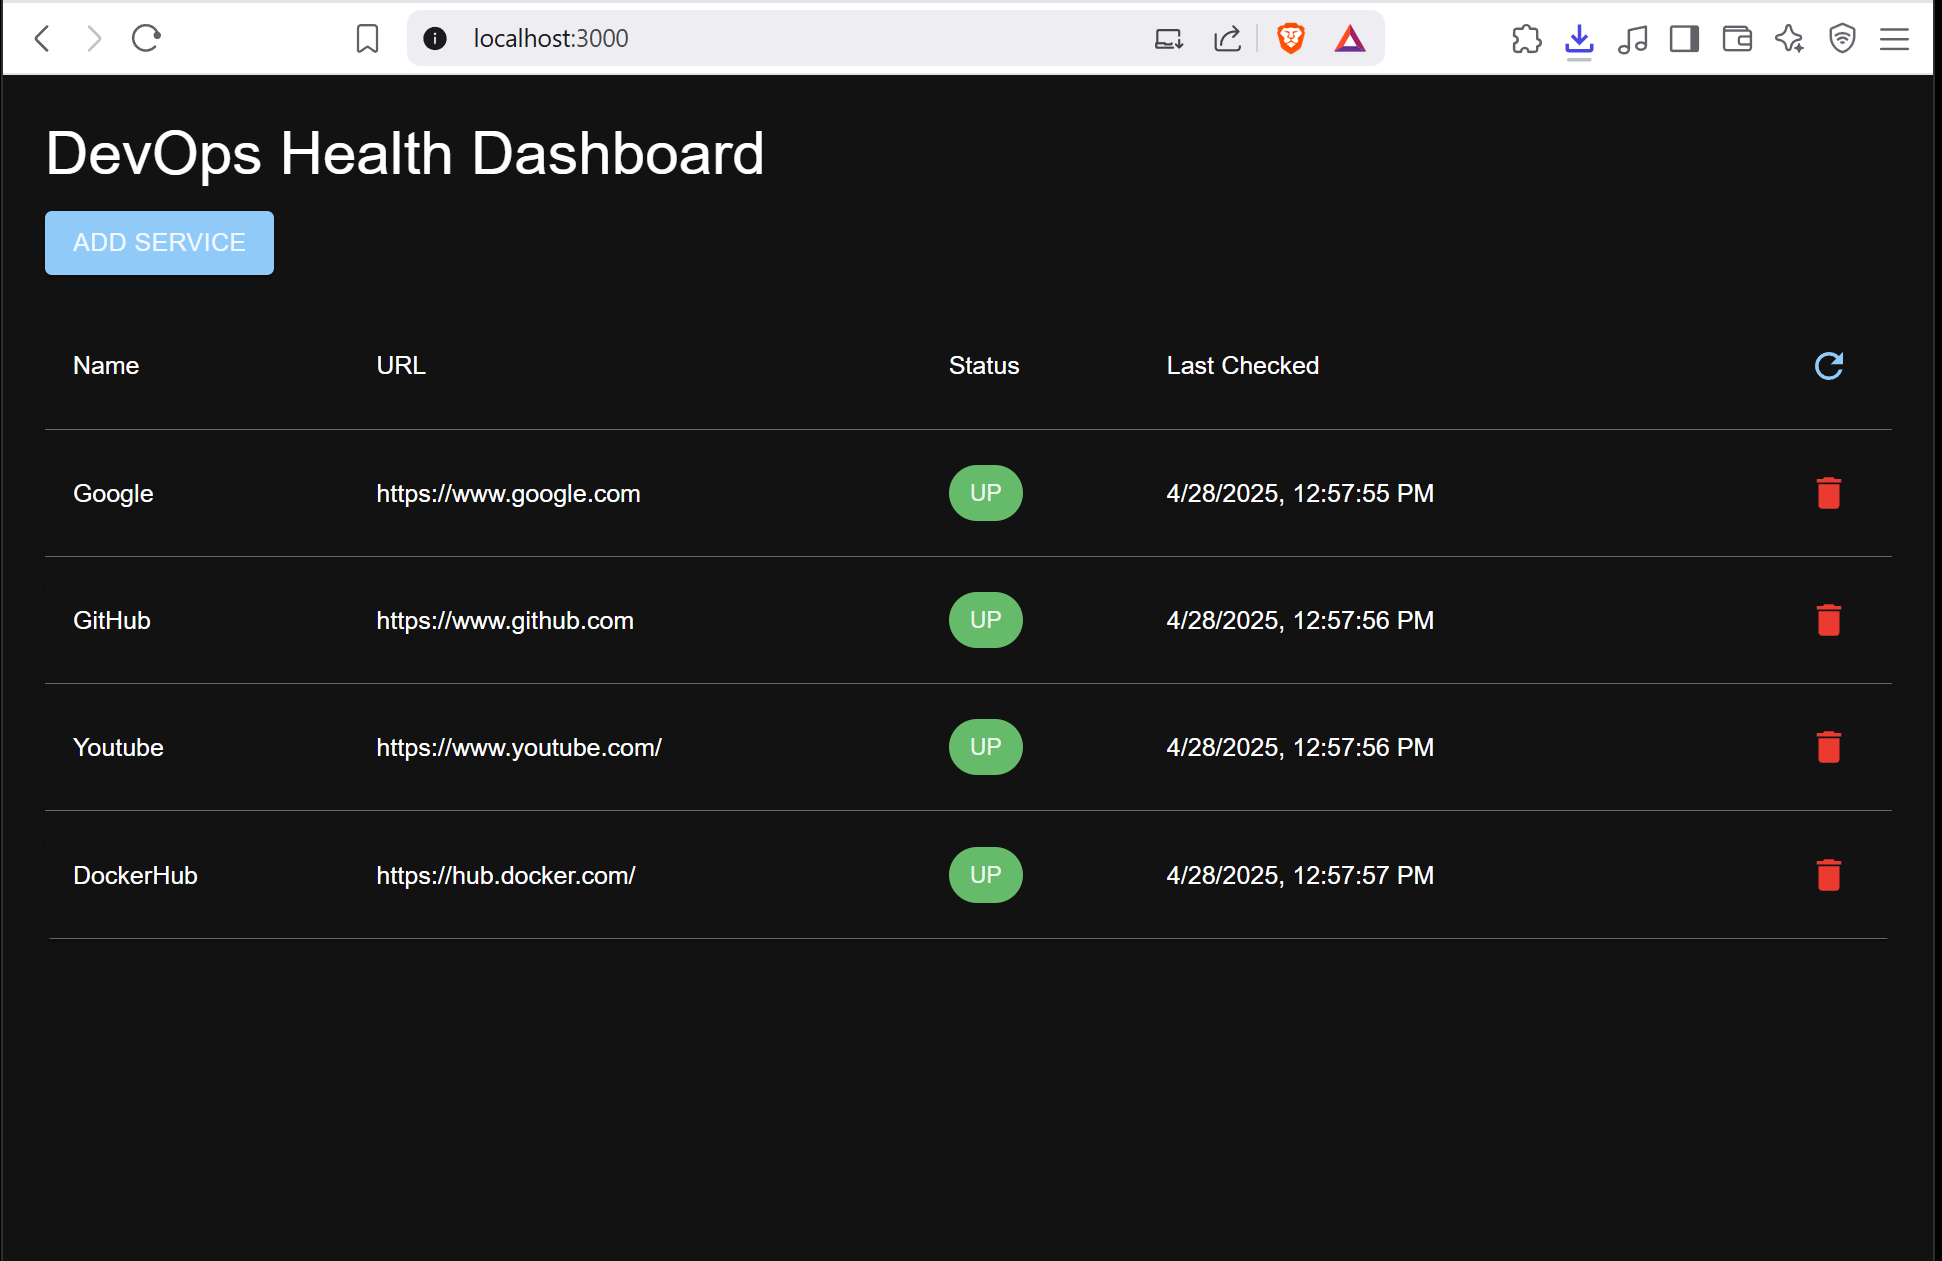 localhost:3000
DevOps Health Dashboard
ADD SERVICE
Name URL Status Last Checked
Google https://www.google.com UP 4/28/2025, 12:57:55 PM
GitHub https://www.github.com UP 4/28/2025, 12:57:56 PM
Youtube https://www.youtube.com/ UP 4/28/2025, 12:57:56 PM
DockerHub https://hub.docker.com/ UP 4/28/2025, 12:57:57 PM